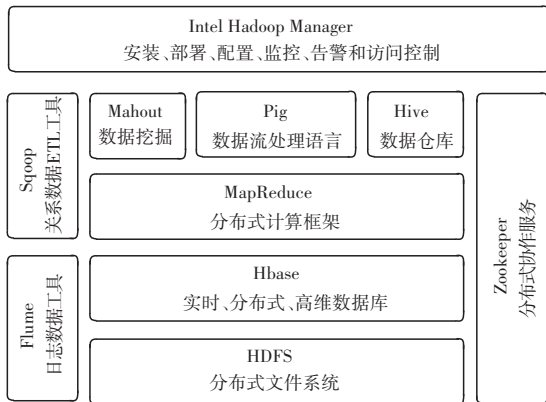 Intel Hadoop Manager
安装、部署、配置、监控、告警和访问控制
Sqoop
关系数据ETL工具
Mahout
数据挖掘
Pig
数据流处理语言
Hive
数据仓库
MapReduce
分布式计算框架
Flume
日志数据工具
Hbase
实时、分布式、高维数据库
HDFS
分布式文件系统
Zookeeper
分布式协作服务